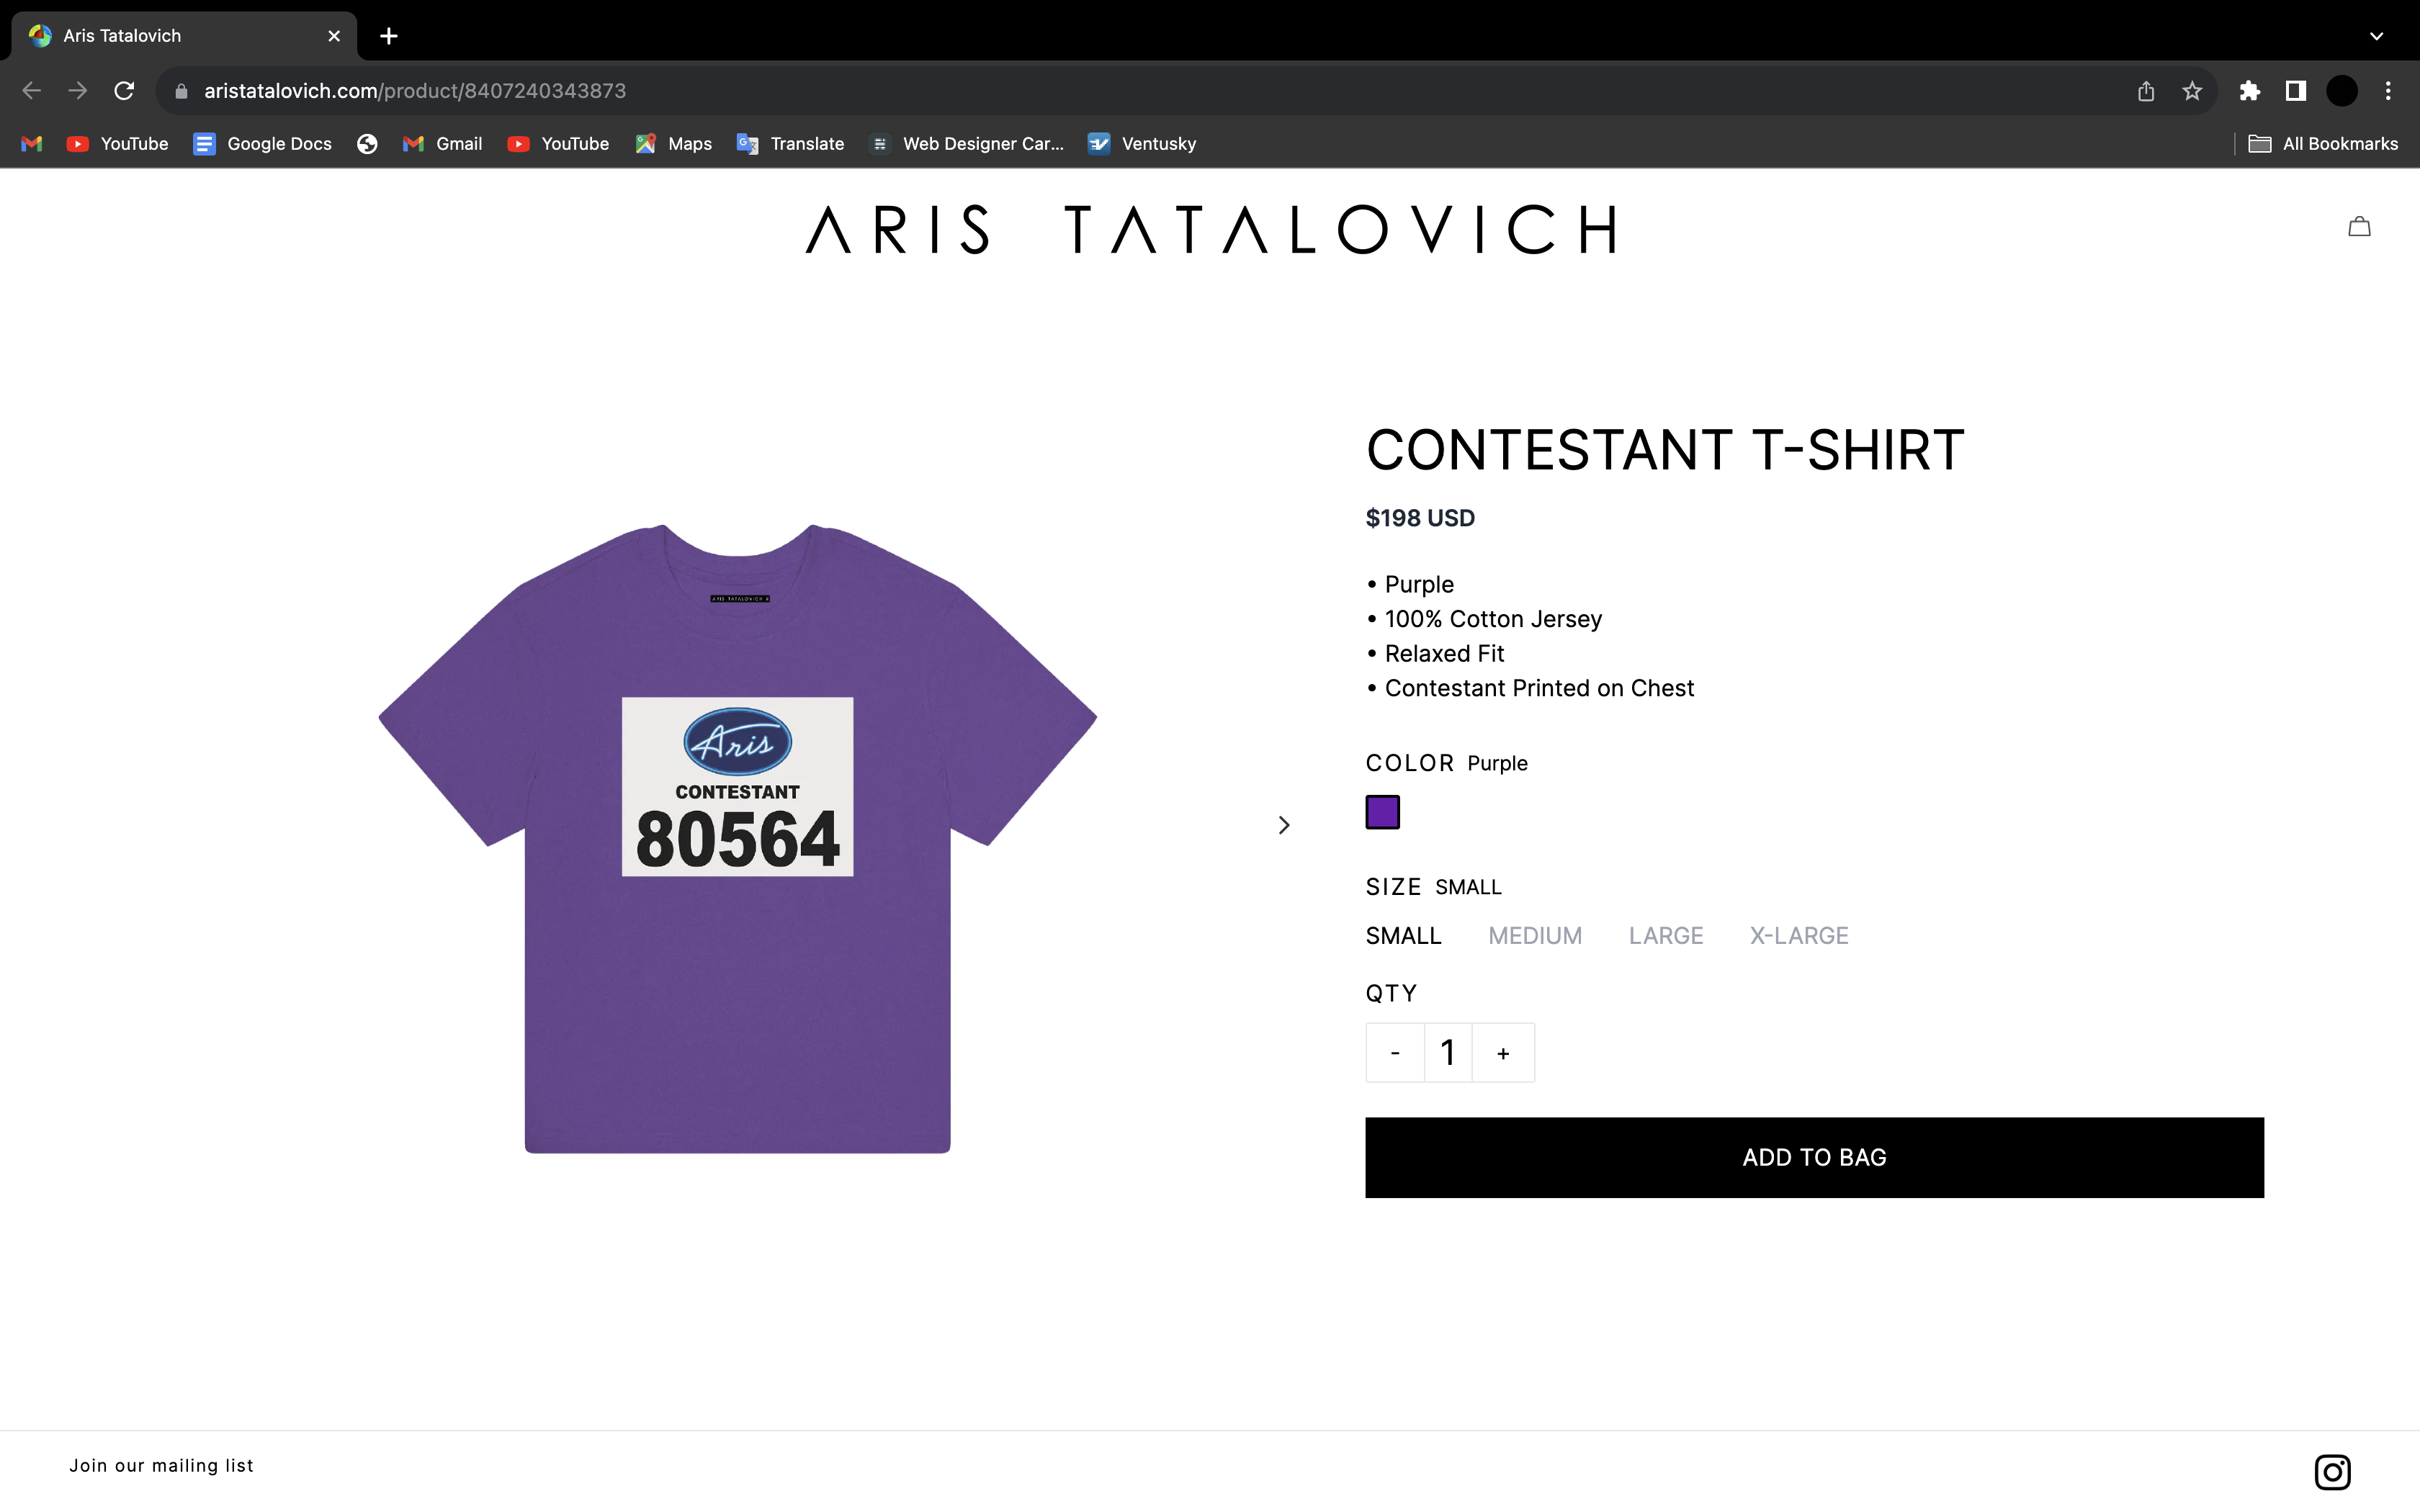 Aris Tatalovich
aristatalovich.com/product/8407240343873
YouTube Google Docs Gmail YouTube Maps Translate Web Designer Car... Ventusky All Bookmarks
ARIS TATALOVICH
CONTESTANT T-SHIRT
$198 USD
• Purple
• 100% Cotton Jersey
• Relaxed Fit
• Contestant Printed on Chest
COLOR Purple
SIZE SMALL
SMALL MEDIUM LARGE X-LARGE
QTY
- 1 +
ADD TO BAG
ARIS TATALOVICH
Aris
CONTESTANT
80564
Join our mailing list